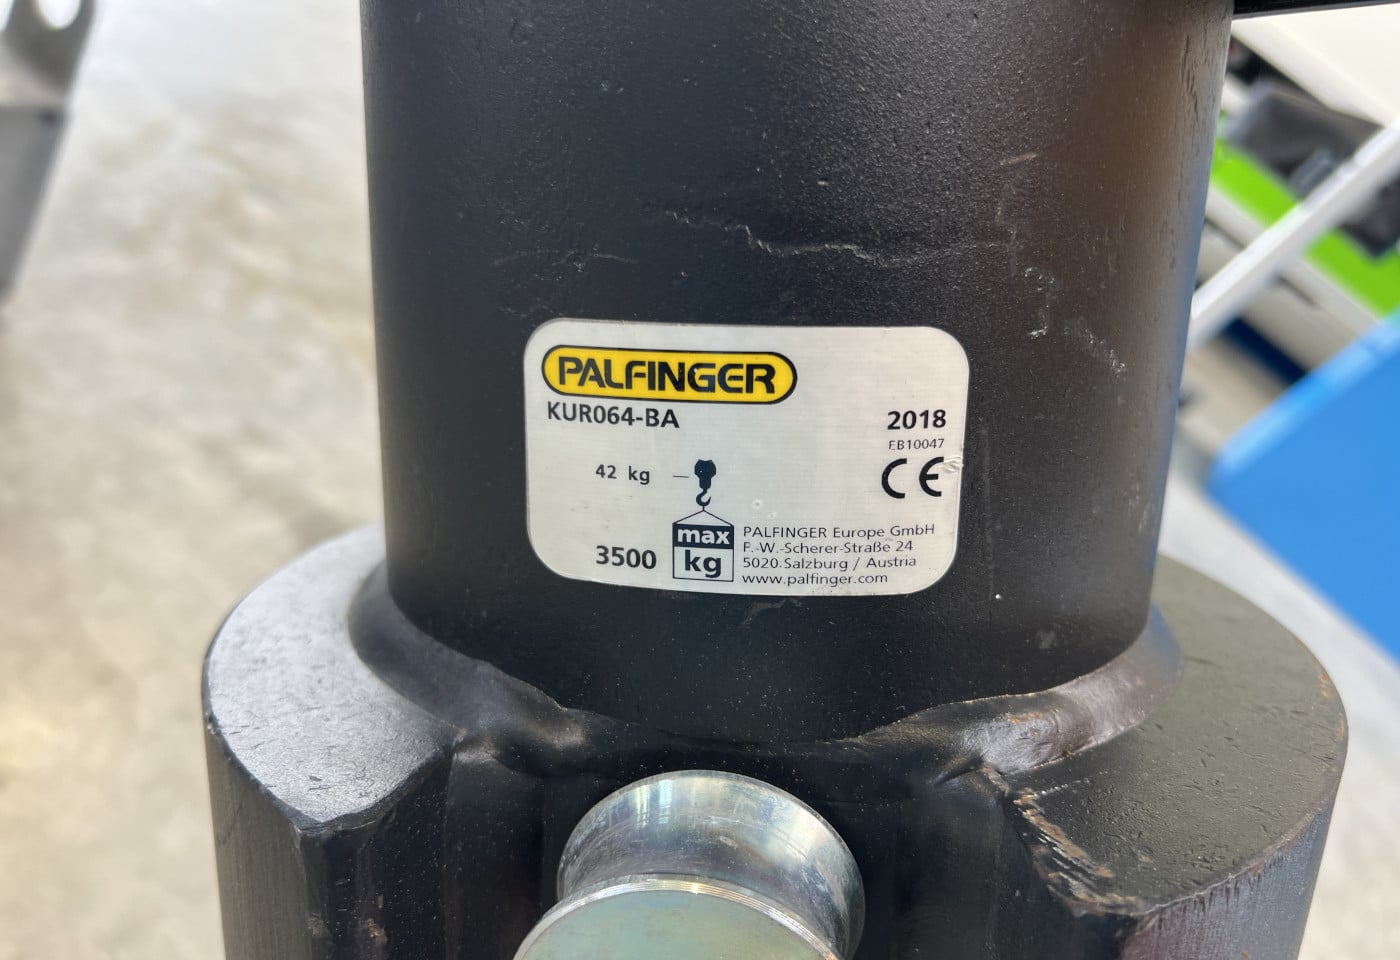 PALFINGER
KUR064-BA
2018
EB10047
CE
42 kg
max
3500 kg
PALFINGER Europe GmbH
F.-W.-Scherer-Straße 24
5020 Salzburg / Austria
www.palfinger.com